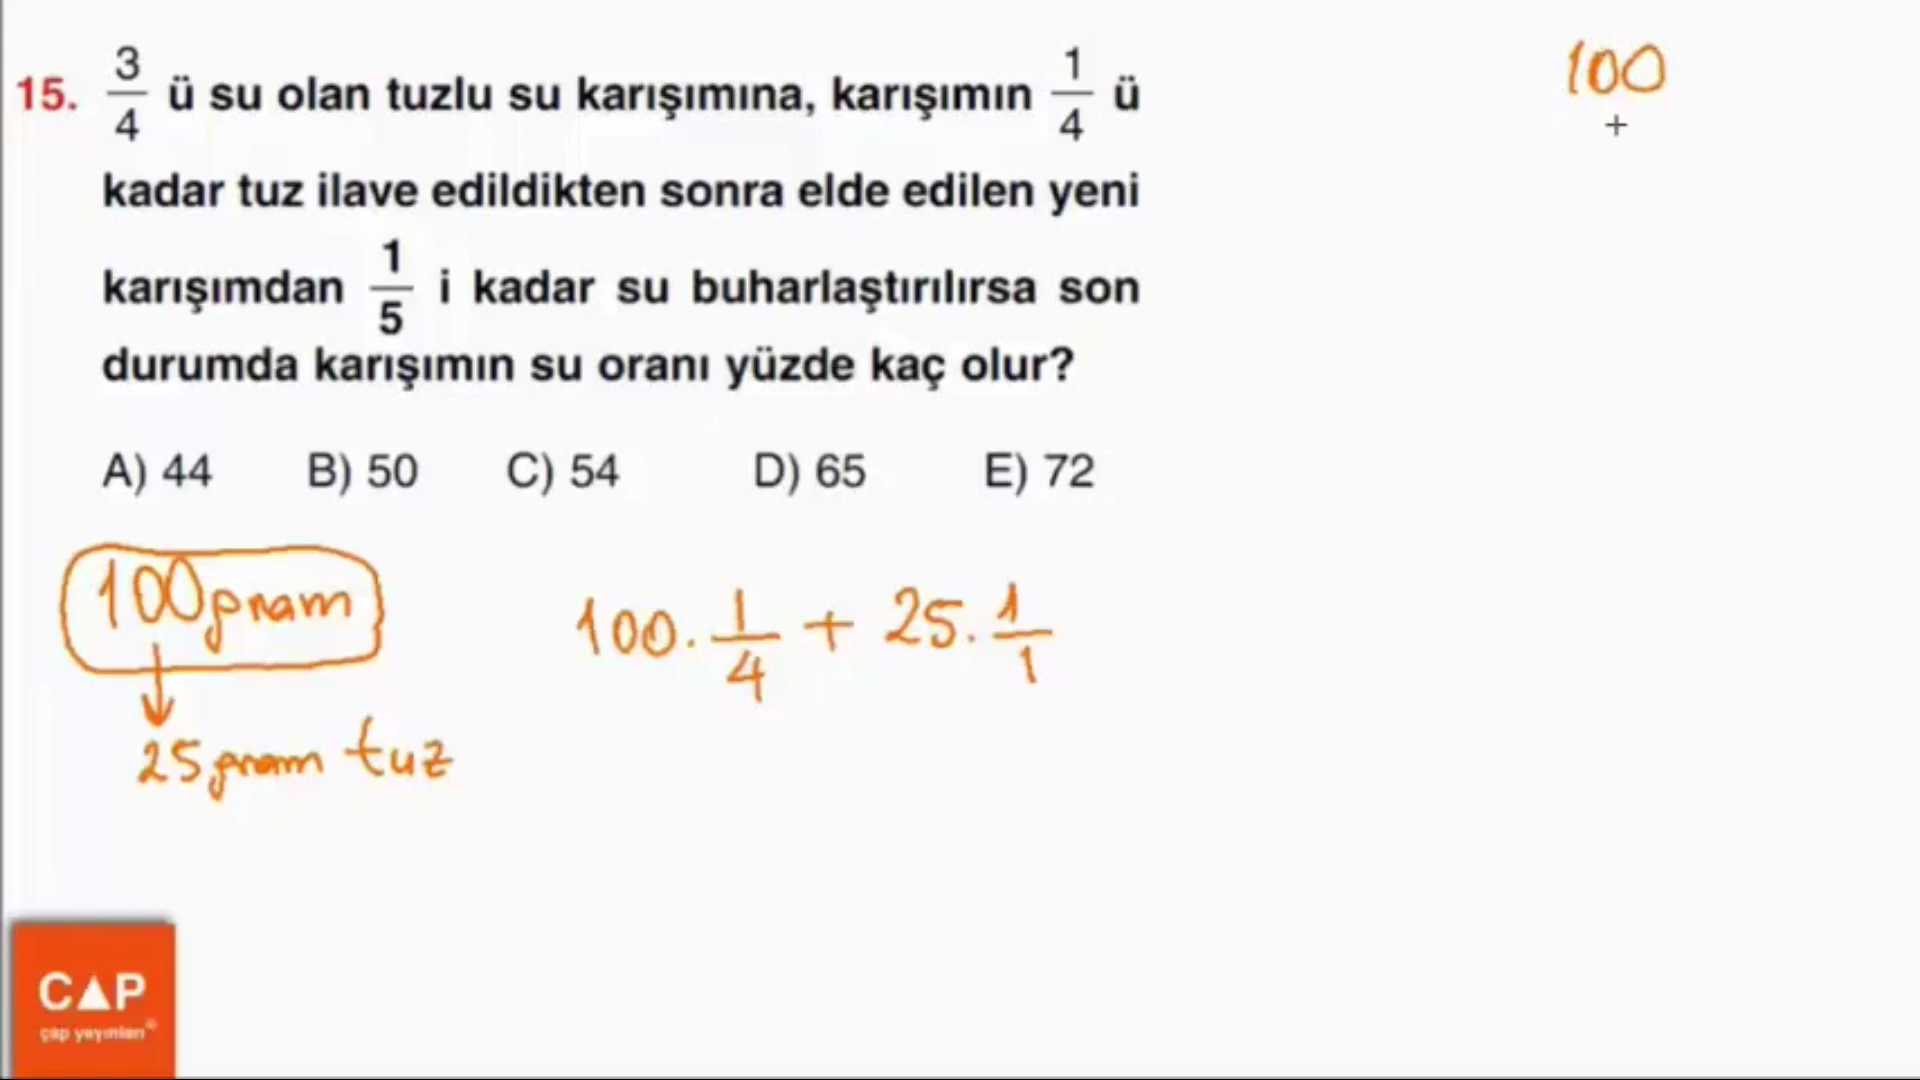 15. 3/4 ü su olan tuzlu su karışımına, karışımın 1/4 ü
kadar tuz ilave edildikten sonra elde edilen yeni
karışımdan 1/5 i kadar su buharlaştırılırsa son
durumda karışımın su oranı yüzde kaç olur?
A) 44 B) 50 C) 54 D) 65 E) 72
100
+
100 gram
25 gram tuz
100 . 1/4 + 25 . 1/1
CAP
çap yayınları®